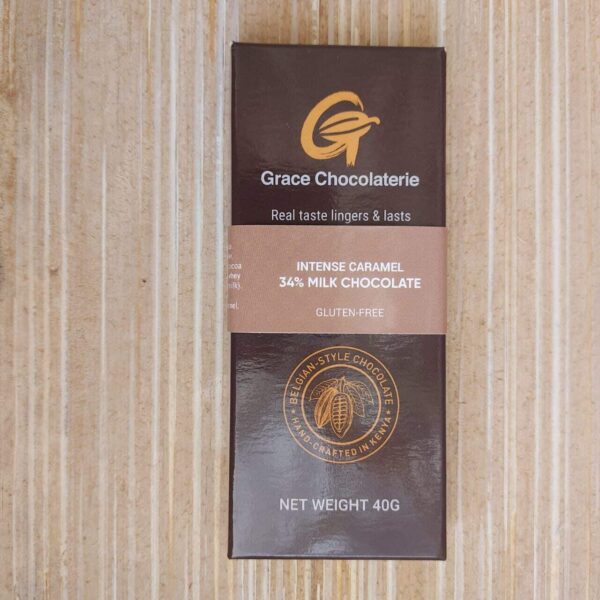 Grace Chocolaterie
Real taste lingers & lasts
INTENSE CARAMEL
34% MILK CHOCOLATE
GLUTEN-FREE
BELGIAN-STYLE CHOCOLATE
HAND-CRAFTED IN KENYA
NET WEIGHT 40G